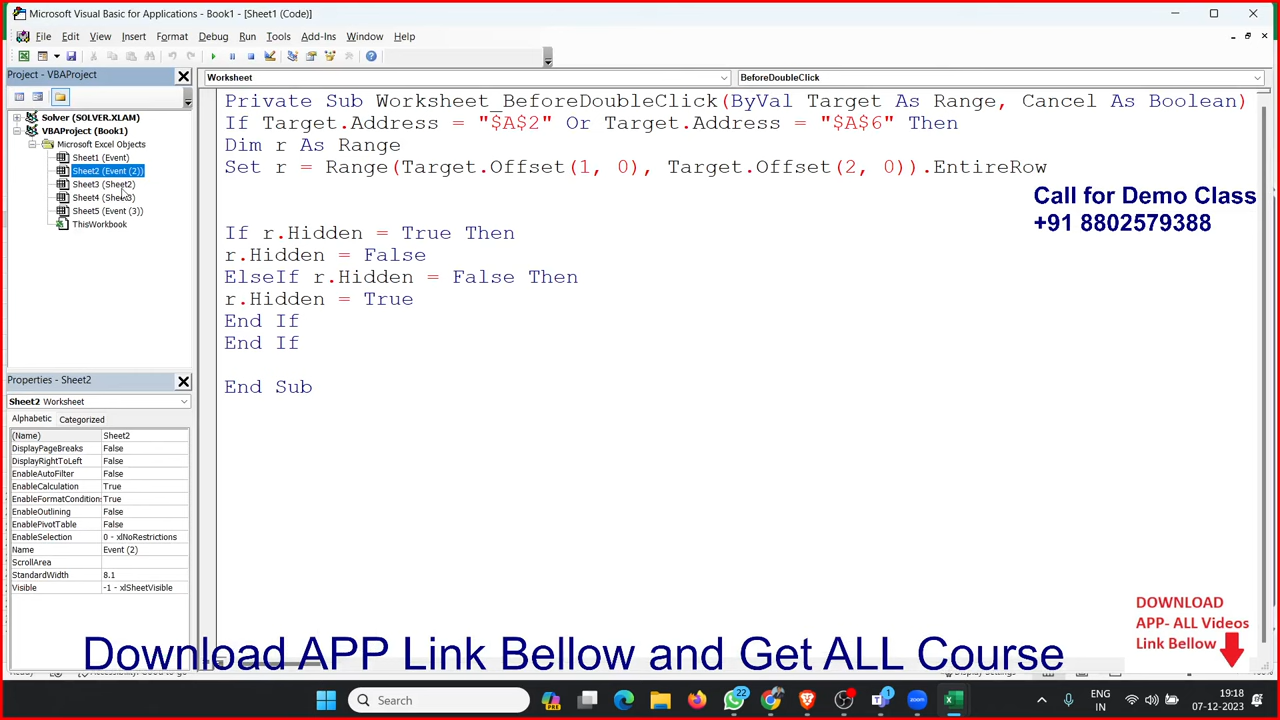 Microsoft Visual Basic for Applications - Book1 - [Sheet1 (Code)]
File Edit View Insert Format Debug Run Tools Add-Ins Window Help
Project - VBAProject
Worksheet
BeforeDoubleClick
Solver (SOLVER.XLAM)
VBAProject (Book1)
Microsoft Excel Objects
Sheet1 (Event)
Sheet2 (Event (2))
Sheet3 (Sheet2)
Sheet4 (Sheet3)
Sheet5 (Event (3))
ThisWorkbook
Private Sub Worksheet_BeforeDoubleClick(ByVal Target As Range, Cancel As Boolean)
If Target.Address = "$A$2" Or Target.Address = "$A$6" Then
Dim r As Range
Set r = Range(Target.Offset(1, 0), Target.Offset(2, 0)).EntireRow
If r.Hidden = True Then
r.Hidden = False
ElseIf r.Hidden = False Then
r.Hidden = True
End If
End If
End Sub
Call for Demo Class
+91 8802579388
Properties - Sheet2
Sheet2 Worksheet
Alphabetic Categorized
(Name) Sheet2
DisplayPageBreaks False
DisplayRightToLeft False
EnableAutoFilter False
EnableCalculation True
EnableFormatConditions True
EnableOutlining False
EnablePivotTable False
EnableSelection 0 - xlNoRestrictions
Name Event (2)
ScrollArea
StandardWidth 8.1
Visible -1 - xlSheetVisible
DOWNLOAD
APP- ALL Videos
Link Bellow
Download APP Link Bellow and Get ALL Course
Search
PRE
22
1
ENG
IN
19:18
07-12-2023